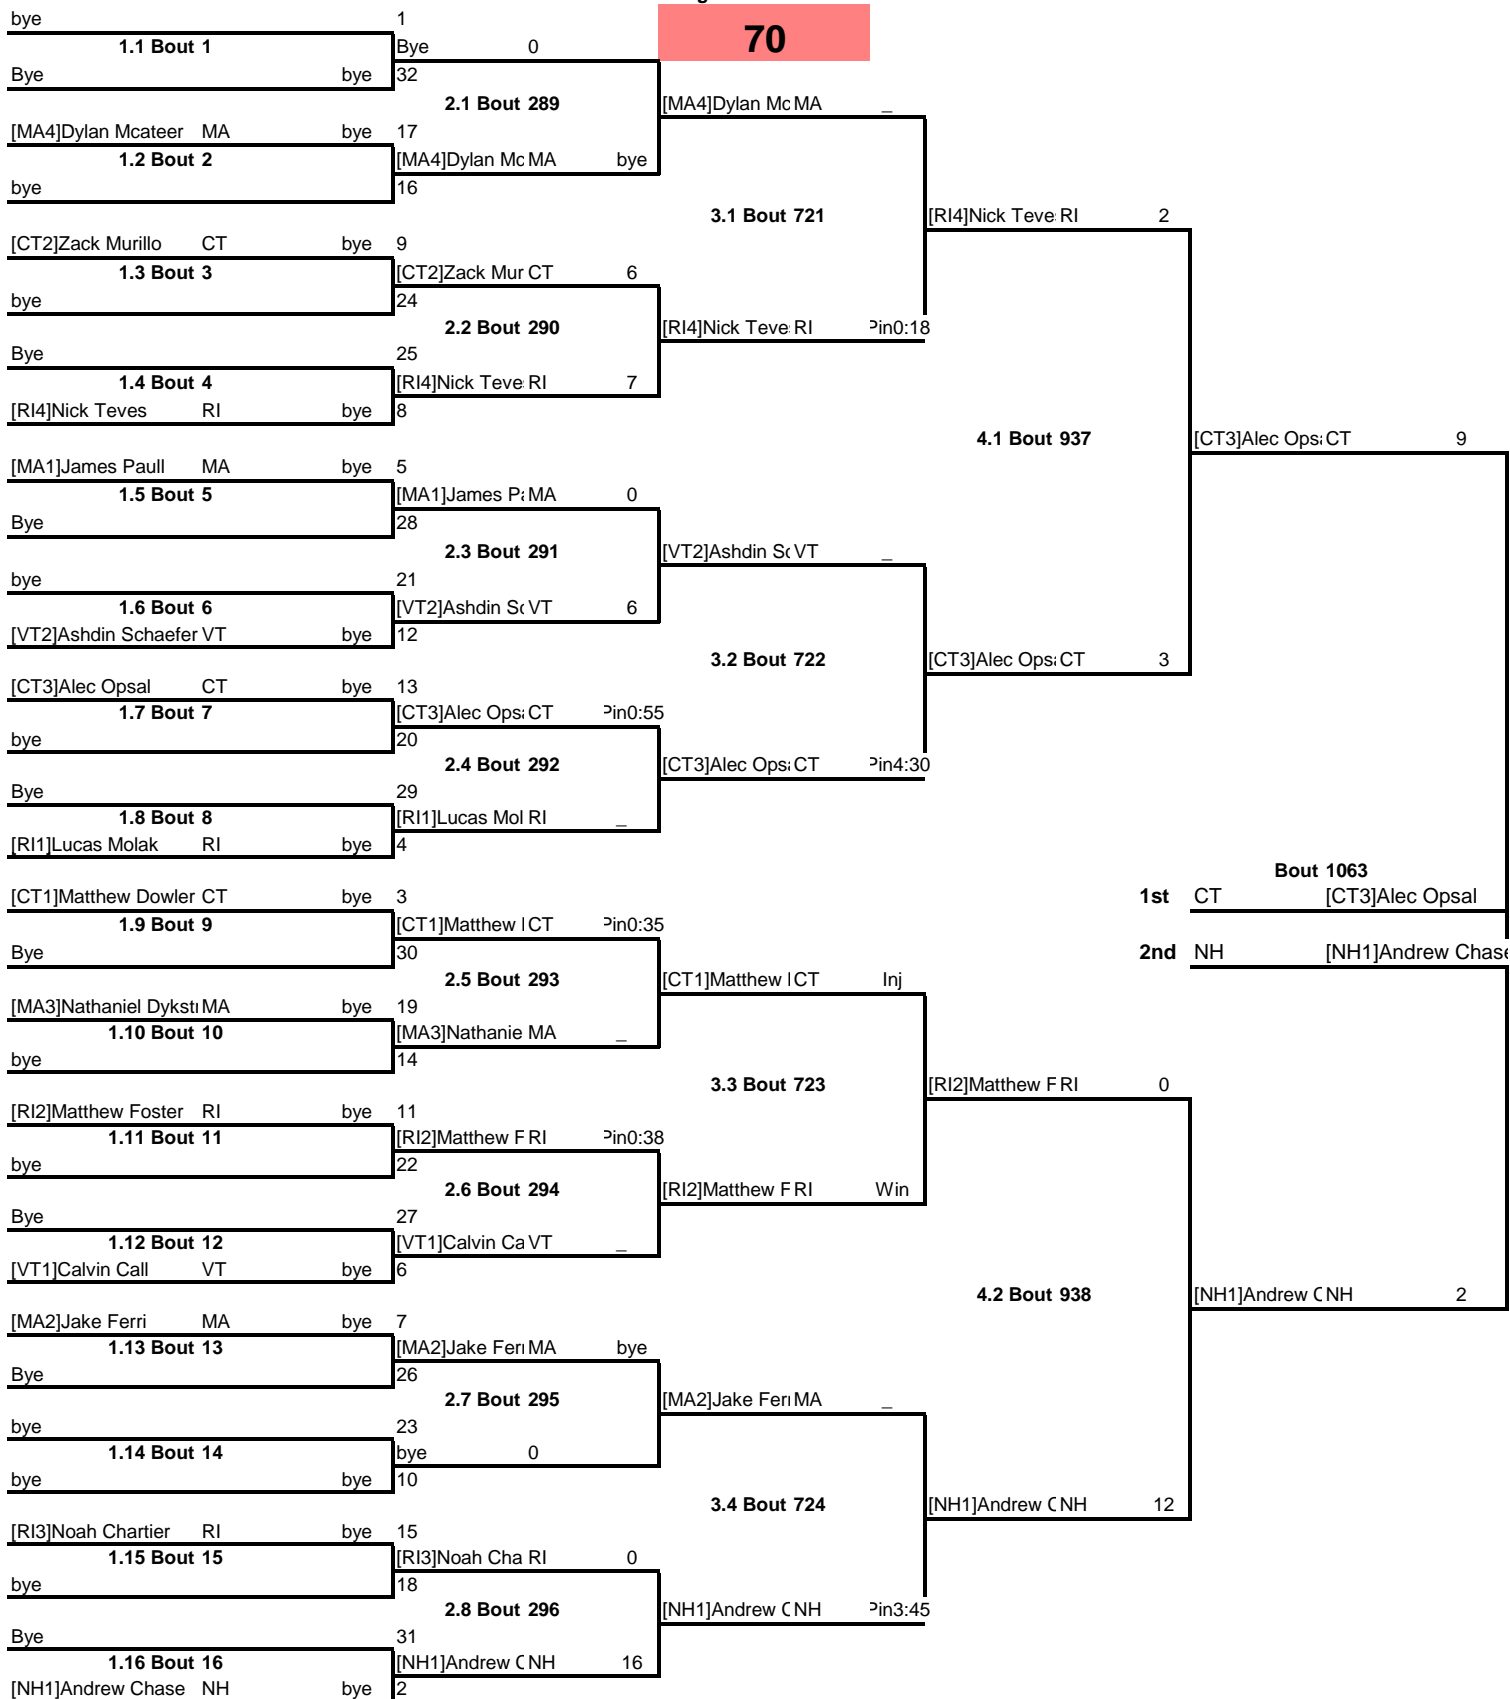 bye 1
70
1.1 Bout 1 Bye 0
Bye bye 32
2.1 Bout 289 [MA4]Dylan Mc MA _
[MA4]Dylan Mcateer MA bye 17
1.2 Bout 2 [MA4]Dylan Mc MA bye
bye 16
3.1 Bout 721 [RI4]Nick Teve RI 2
[CT2]Zack Murillo CT bye 9
1.3 Bout 3 [CT2]Zack Mur CT 6
bye 24
2.2 Bout 290 [RI4]Nick Teve RI Pin0:18
Bye 25
1.4 Bout 4 [RI4]Nick Teve RI 7
[RI4]Nick Teves RI bye 8
4.1 Bout 937 [CT3]Alec Ops CT 9
[MA1]James Paull MA bye 5
1.5 Bout 5 [MA1]James P MA 0
Bye 28
2.3 Bout 291 [VT2]Ashdin Sc VT _
bye 21
1.6 Bout 6 [VT2]Ashdin Sc VT 6
[VT2]Ashdin Schaefer VT bye 12
3.2 Bout 722 [CT3]Alec Ops CT 3
[CT3]Alec Opsal CT bye 13
1.7 Bout 7 [CT3]Alec Ops CT Pin0:55
bye 20
2.4 Bout 292 [CT3]Alec Ops CT Pin4:30
Bye 29
1.8 Bout 8 [RI1]Lucas Mol RI _
[RI1]Lucas Molak RI bye 4
Bout 1063
[CT1]Matthew Dowler CT bye 3
1st CT [CT3]Alec Opsal
1.9 Bout 9 [CT1]Matthew CT Pin0:35
Bye 30
2nd NH [NH1]Andrew Chase
2.5 Bout 293 [CT1]Matthew CT Inj
[MA3]Nathaniel Dykst MA bye 19
1.10 Bout 10 [MA3]Nathanie MA _
bye 14
3.3 Bout 723 [RI2]Matthew F RI 0
[RI2]Matthew Foster RI bye 11
1.11 Bout 11 [RI2]Matthew F RI Pin0:38
bye 22
2.6 Bout 294 [RI2]Matthew F RI Win
Bye 27
1.12 Bout 12 [VT1]Calvin Ca VT _
[VT1]Calvin Call VT bye 6
4.2 Bout 938 [NH1]Andrew C NH 2
[MA2]Jake Ferri MA bye 7
1.13 Bout 13 [MA2]Jake Fer MA bye
Bye 26
2.7 Bout 295 [MA2]Jake Fer MA _
bye 23
1.14 Bout 14 bye 0
bye bye 10
3.4 Bout 724 [NH1]Andrew C NH 12
[RI3]Noah Chartier RI bye 15
1.15 Bout 15 [RI3]Noah Cha RI 0
bye 18
2.8 Bout 296 [NH1]Andrew C NH Pin3:45
Bye 31
1.16 Bout 16 [NH1]Andrew C NH 16
[NH1]Andrew Chase NH bye 2